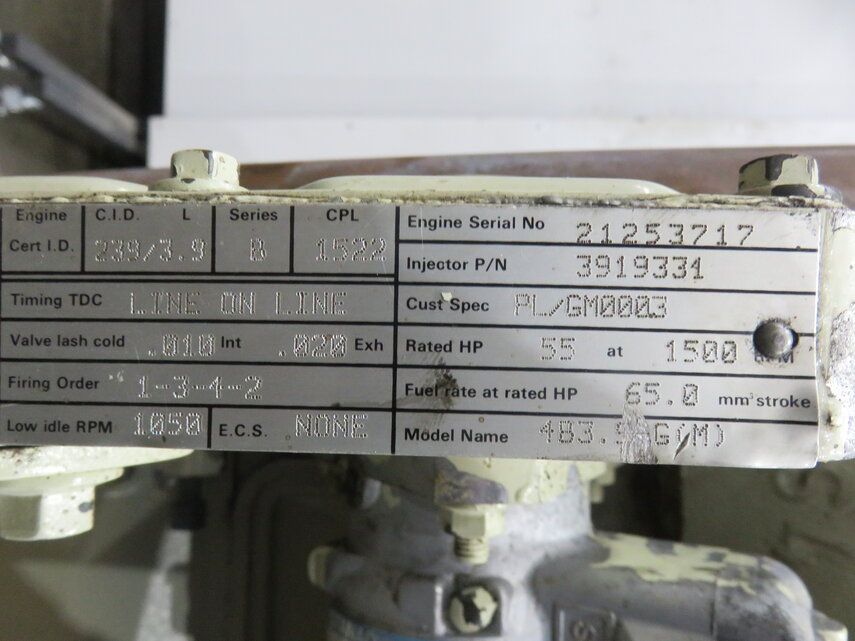 Engine C.I.D. L Series CPL
Cert I.D. 239/3.9 B 1522
Timing TDC LINE ON LINE
Valve lash cold .010 Int .020 Exh
Firing Order 1-3-4-2
Low idle RPM 1050 E.C.S. NONE
Engine Serial No 21253717
Injector P/N 3919331
Cust Spec PL/GM0003
Rated HP 55 at 1500
Fuel rate at rated HP 65.0 mm³stroke
Model Name G(M)